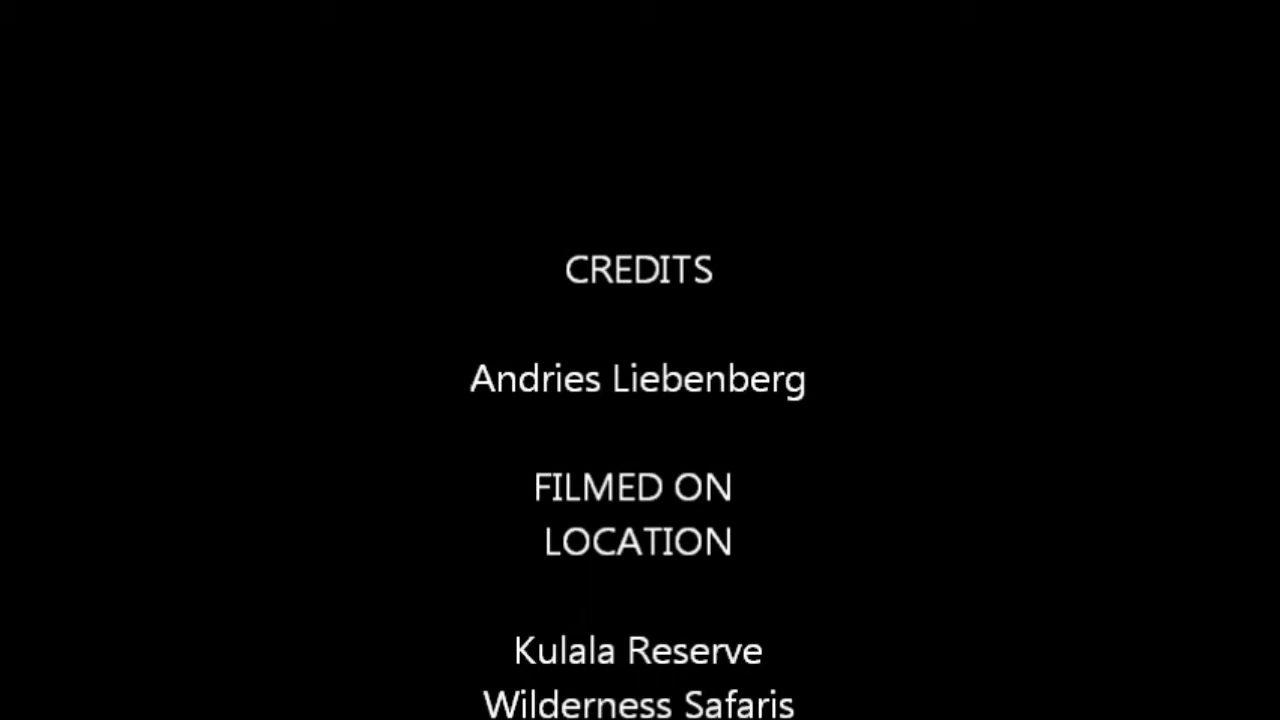 CREDITS
Andries Liebenberg
FILMED ON
LOCATION
Kulala Reserve
Wilderness Safaris